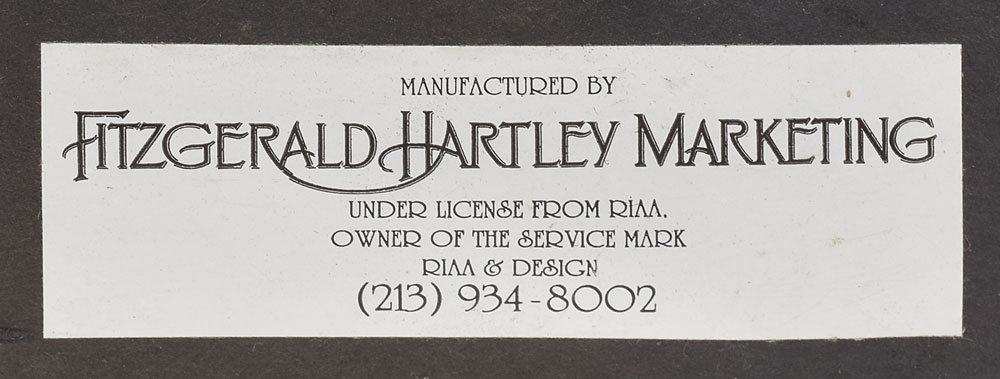 MANUFACTURED BY
FITZGERALD HARTLEY MARKETING
UNDER LICENSE FROM RIAA,
OWNER OF THE SERVICE MARK
RIAA & DESIGN
(213) 934-8002